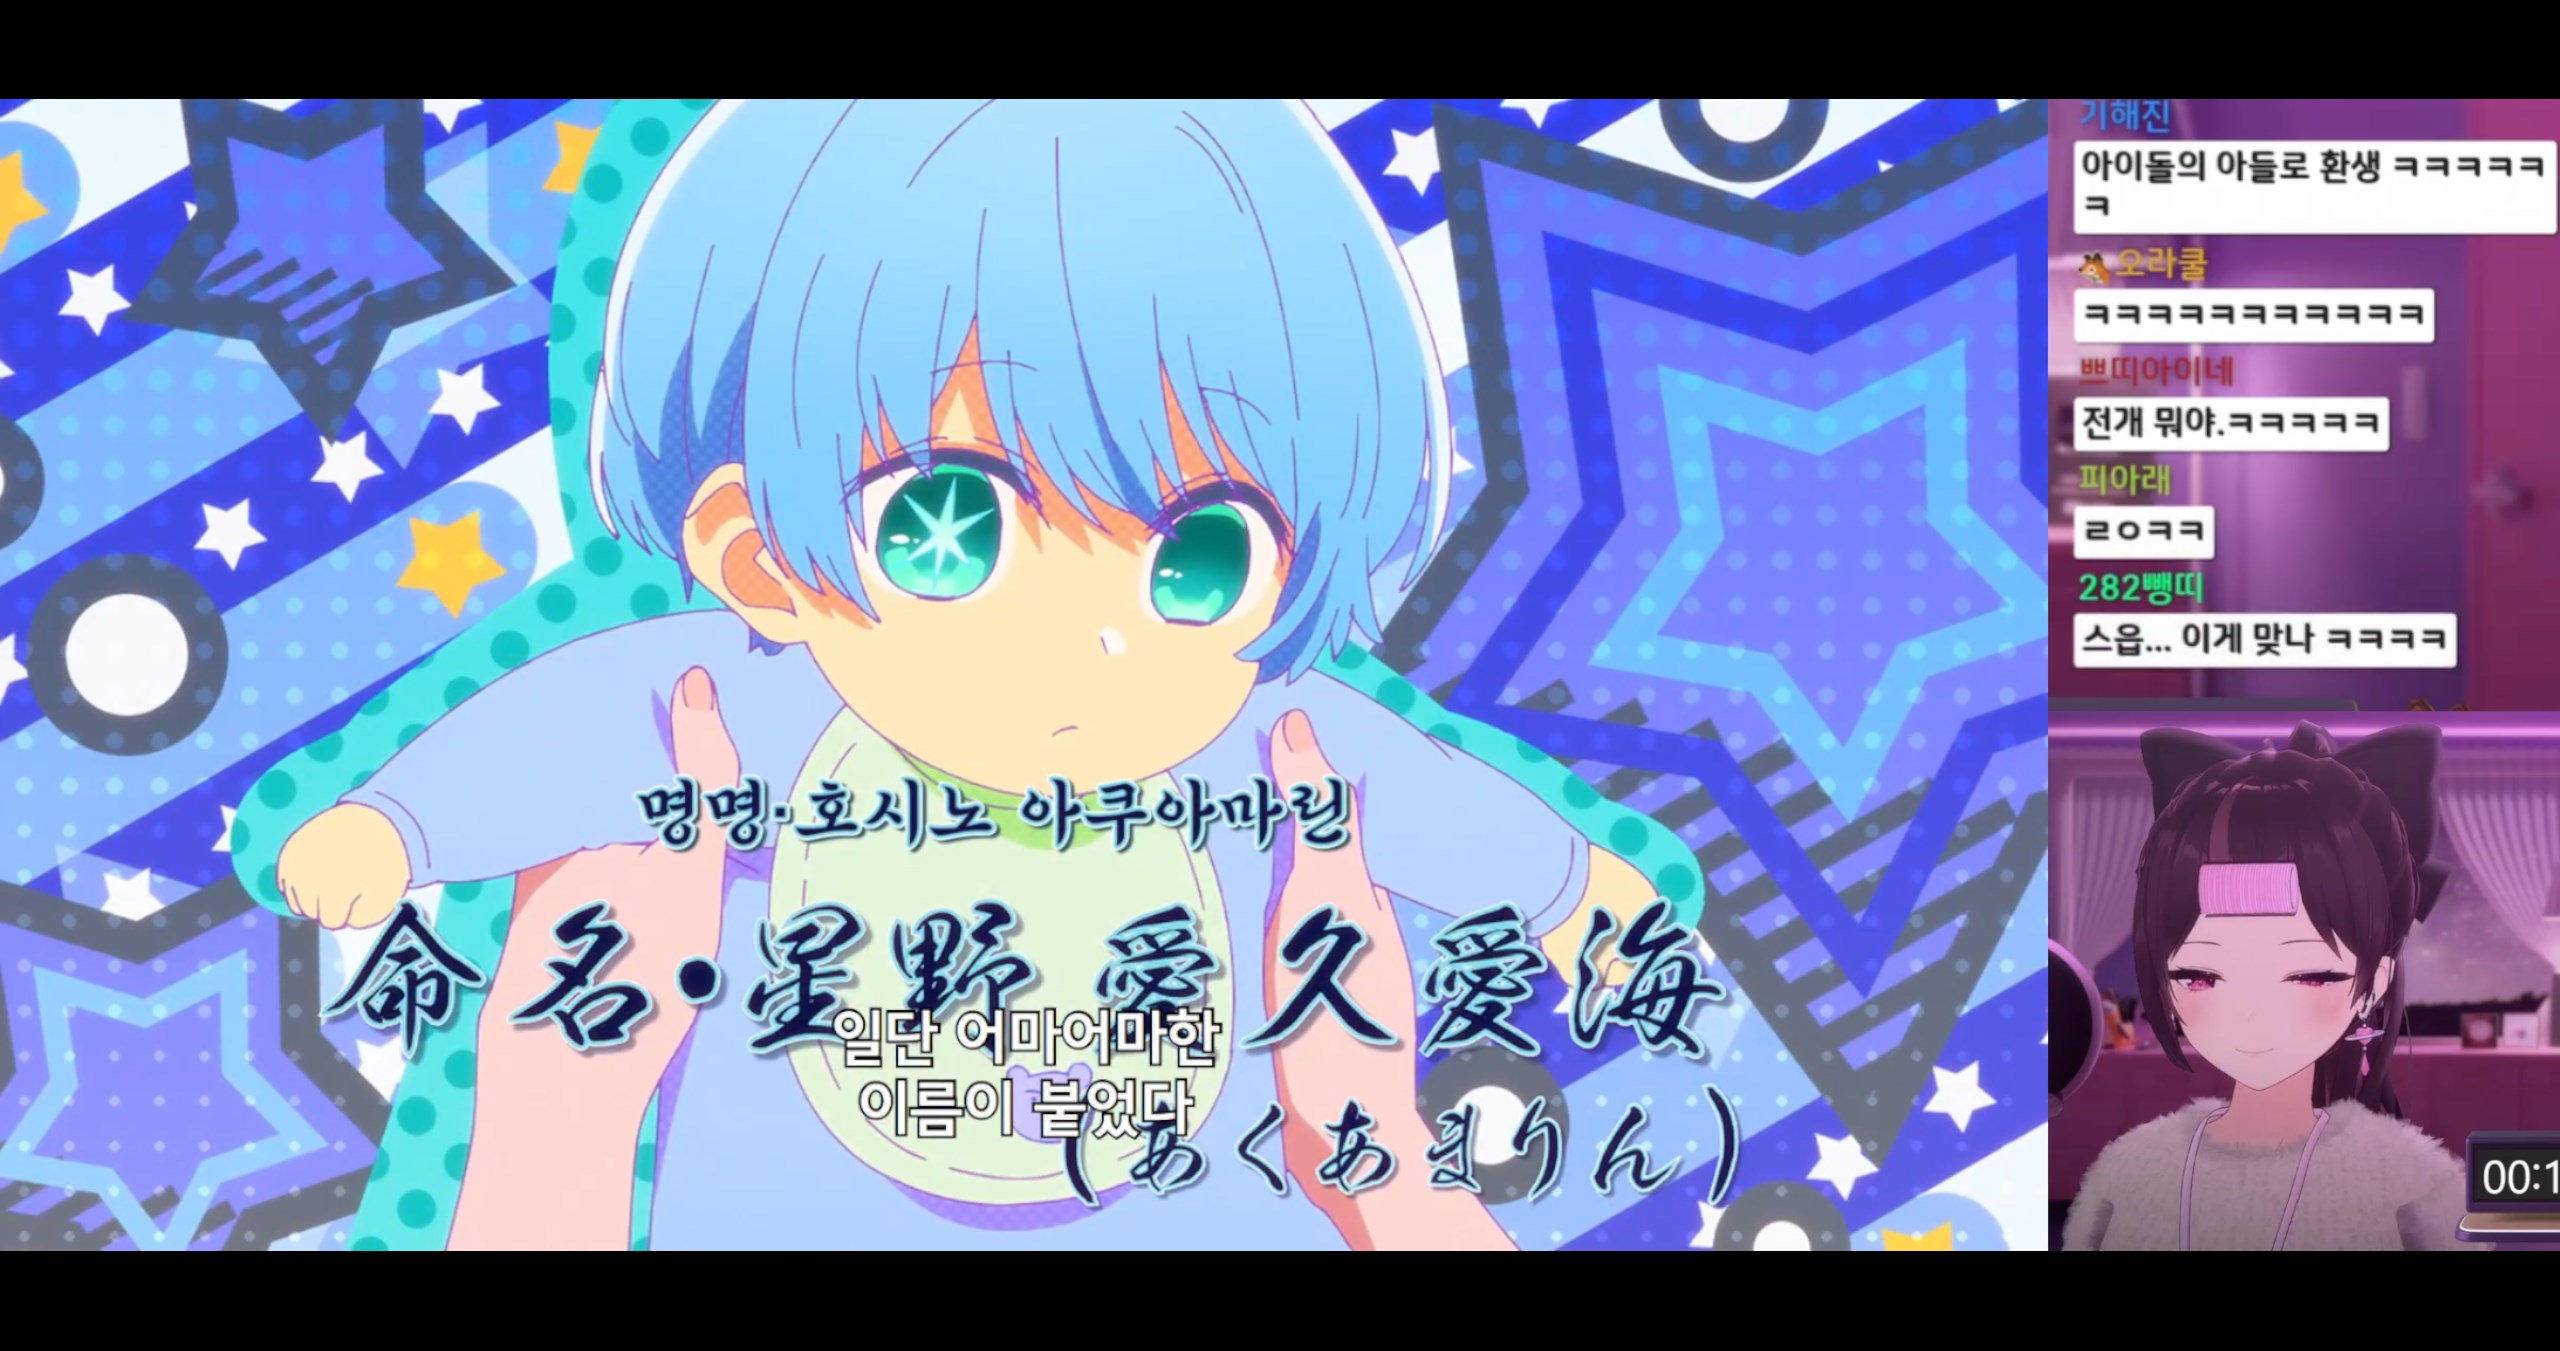 명명·호시노 아쿠아마린
命名·星野 愛久愛海
(あくあまりん)
일단 어마어마한
이름이 붙었다
기해진
아이돌의 아들로 환생 ㅋㅋㅋㅋㅋ
ㅋ
오라쿨
ㅋㅋㅋㅋㅋㅋㅋㅋㅋㅋㅋ
쁘띠아이네
전개 뭐야.ㅋㅋㅋㅋㅋ
피아래
ㄹㅇㅋㅋ
282뺑띠
스읍... 이게 맞나 ㅋㅋㅋㅋ
00:1